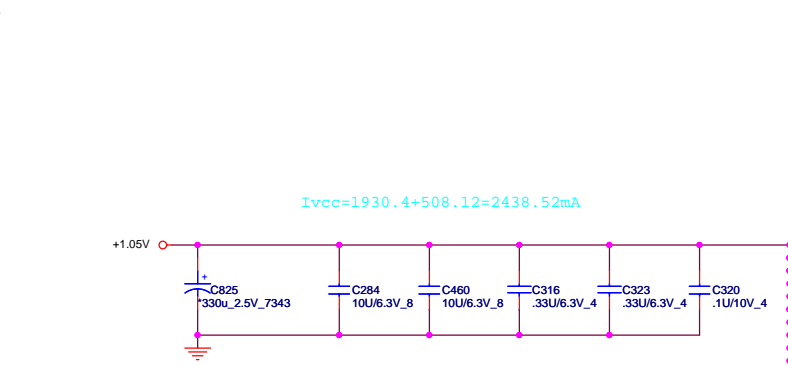 Ivcc=1930.4+508.12=2438.52mA
+1.05V
+
C825
*330u_2.5V_7343
C284
10U/6.3V_8
C460
10U/6.3V_8
C316
.33U/6.3V_4
C323
.33U/6.3V_4
C320
.1U/10V_4